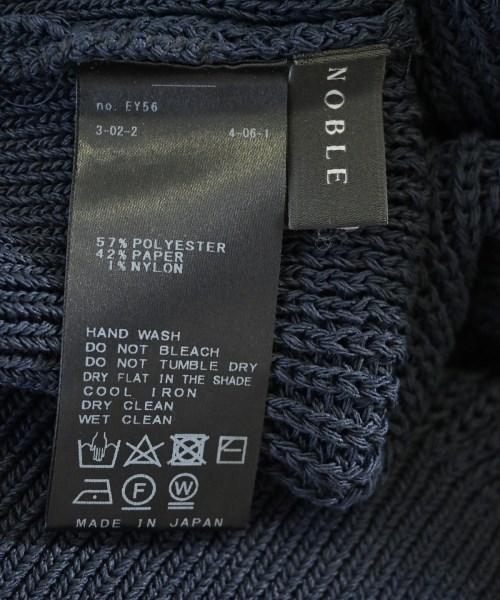 no. EY56
3-02-2 4-06-1
57% POLYESTER
42% PAPER
1% NYLON
HAND WASH
DO NOT BLEACH
DO NOT TUMBLE DRY
DRY FLAT IN THE SHADE
COOL IRON
DRY CLEAN
WET CLEAN
F W
MADE IN JAPAN
NOBLE